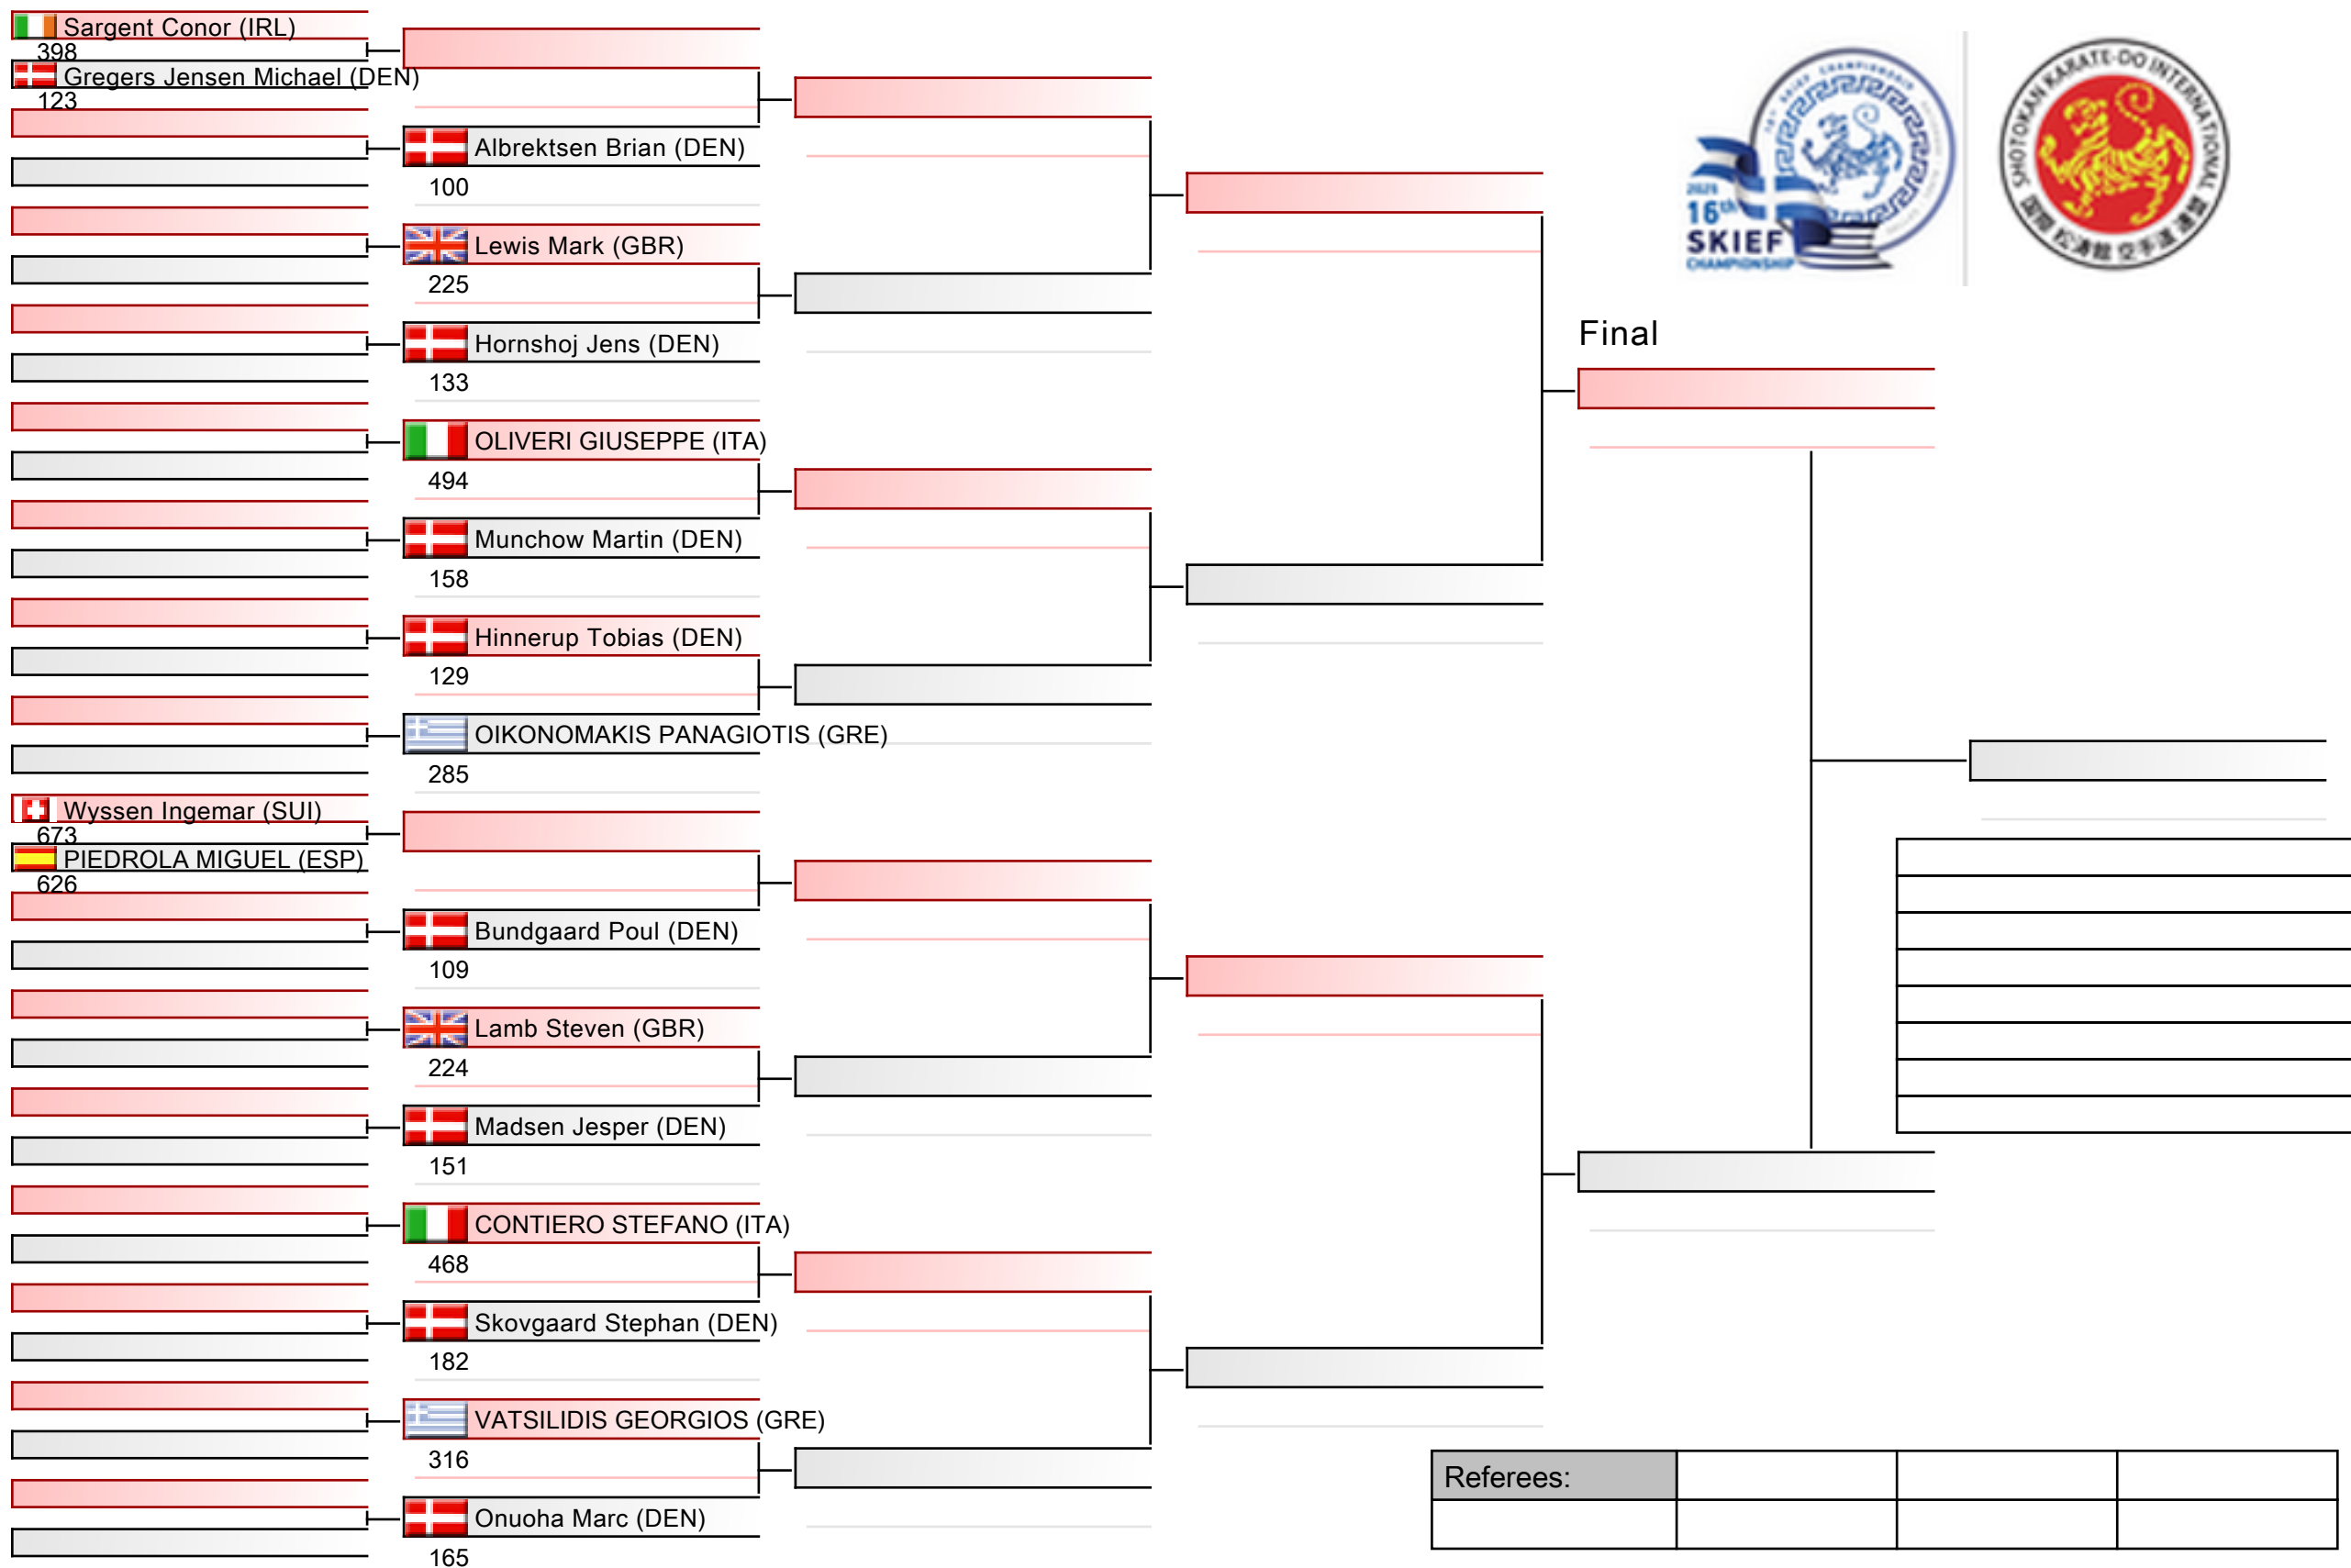 Sargent Conor (IRL)
398
Gregers Jensen Michael (DEN)
123
Albrektsen Brian (DEN)
100
Lewis Mark (GBR)
225
Hornshoj Jens (DEN)
133
OLIVERI GIUSEPPE (ITA)
494
Munchow Martin (DEN)
158
Hinnerup Tobias (DEN)
129
OIKONOMAKIS PANAGIOTIS (GRE)
285
Wyssen Ingemar (SUI)
673
PIEDROLA MIGUEL (ESP)
626
Bundgaard Poul (DEN)
109
Lamb Steven (GBR)
224
Madsen Jesper (DEN)
151
CONTIERO STEFANO (ITA)
468
Skovgaard Stephan (DEN)
182
VATSILIDIS GEORGIOS (GRE)
316
Onuoha Marc (DEN)
165
16th SKIEF CHAMPIONSHIP
16th
SKIEF
CHAMPIONSHIP
SHOTOKAN KARATE-DO INTERNATIONAL
Final
Referees: